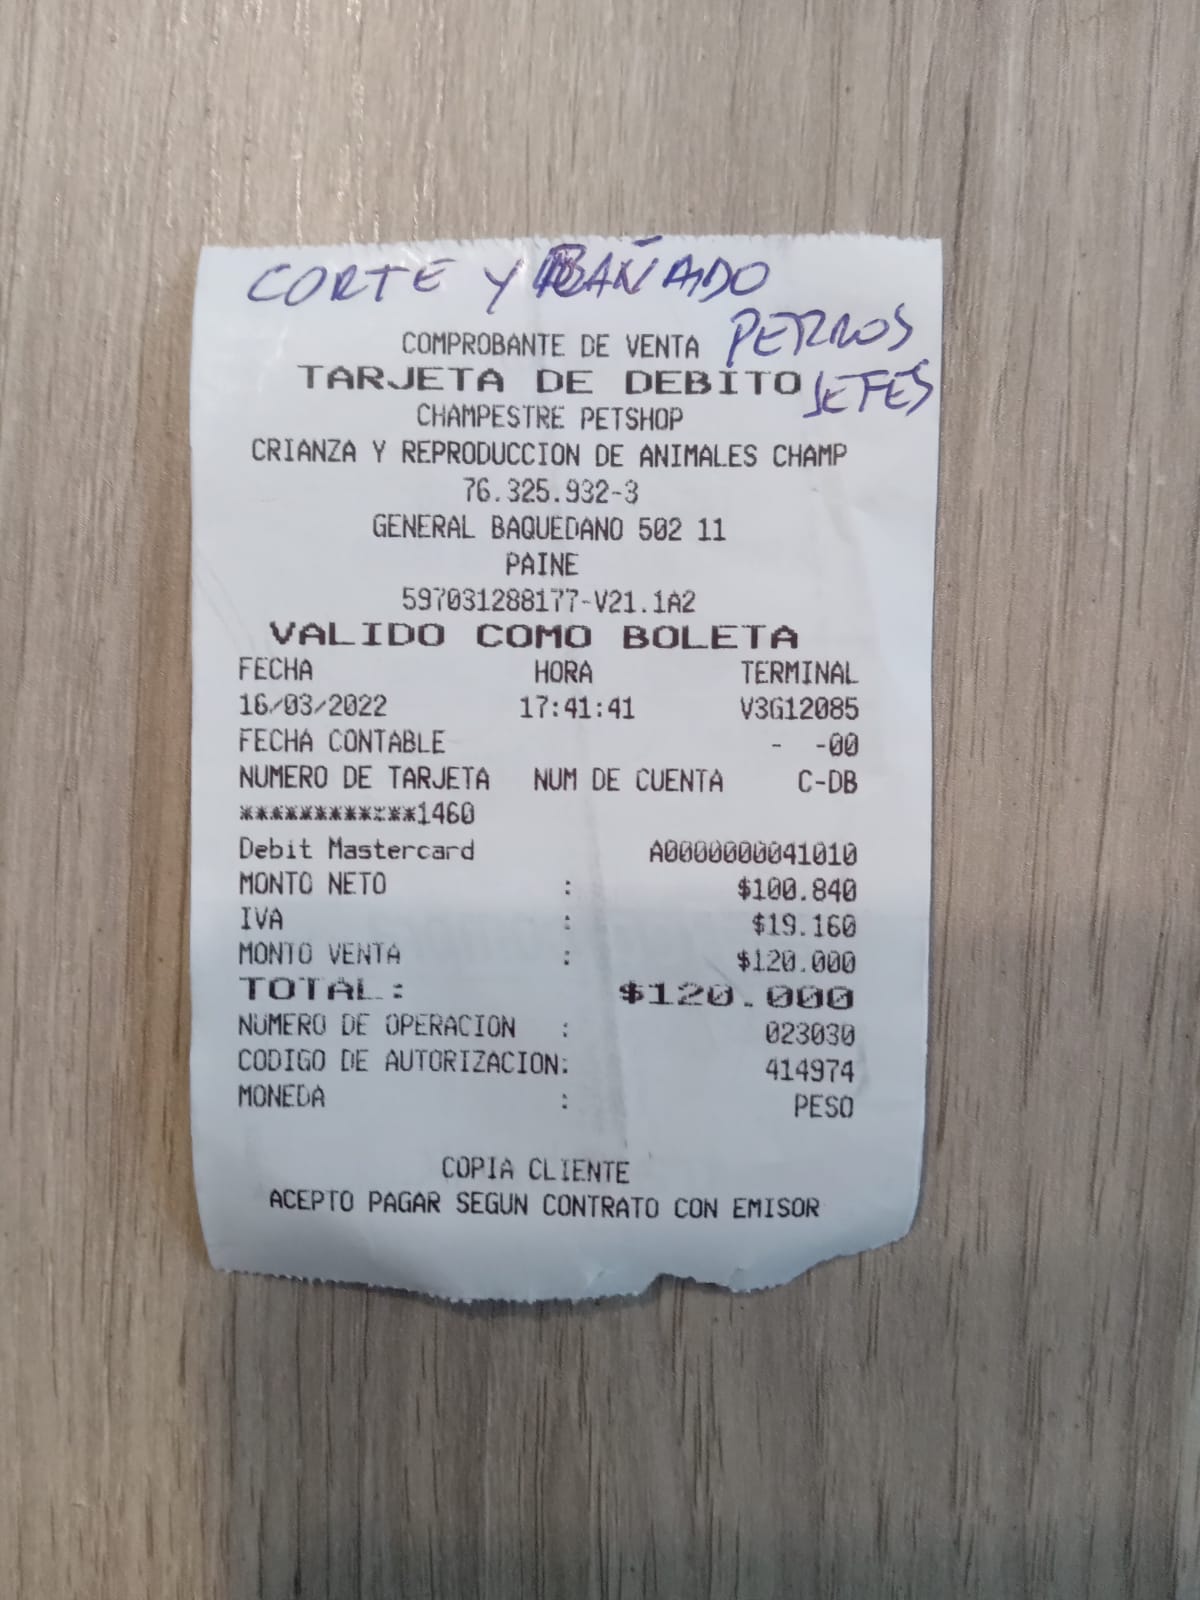 CORTE Y BAÑADO
PERROS
JEFES
COMPROBANTE DE VENTA
TARJETA DE DEBITO
CHAMPESTRE PETSHOP
CRIANZA Y REPRODUCCION DE ANIMALES CHAMP
76.325.932-3
GENERAL BAQUEDANO 502 11
PAINE
597031288177-V21.1A2
VALIDO COMO BOLETA
FECHA HORA TERMINAL
16/03/2022 17:41:41 V3G12085
FECHA CONTABLE - -00
NUMERO DE TARJETA NUM DE CUENTA C-DB
************1460
Debit Mastercard A0000000041010
MONTO NETO : $100.840
IVA : $19.160
MONTO VENTA : $120.000
TOTAL: $120.000
NUMERO DE OPERACION : 023030
CODIGO DE AUTORIZACION: 414974
MONEDA : PESO
COPIA CLIENTE
ACEPTO PAGAR SEGUN CONTRATO CON EMISOR